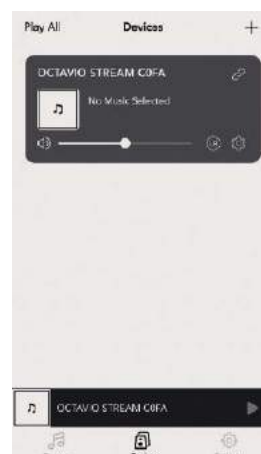 Play All Devices +
OCTAVIO STREAM C0FA
No Music Selected
OCTAVIO STREAM C0FA